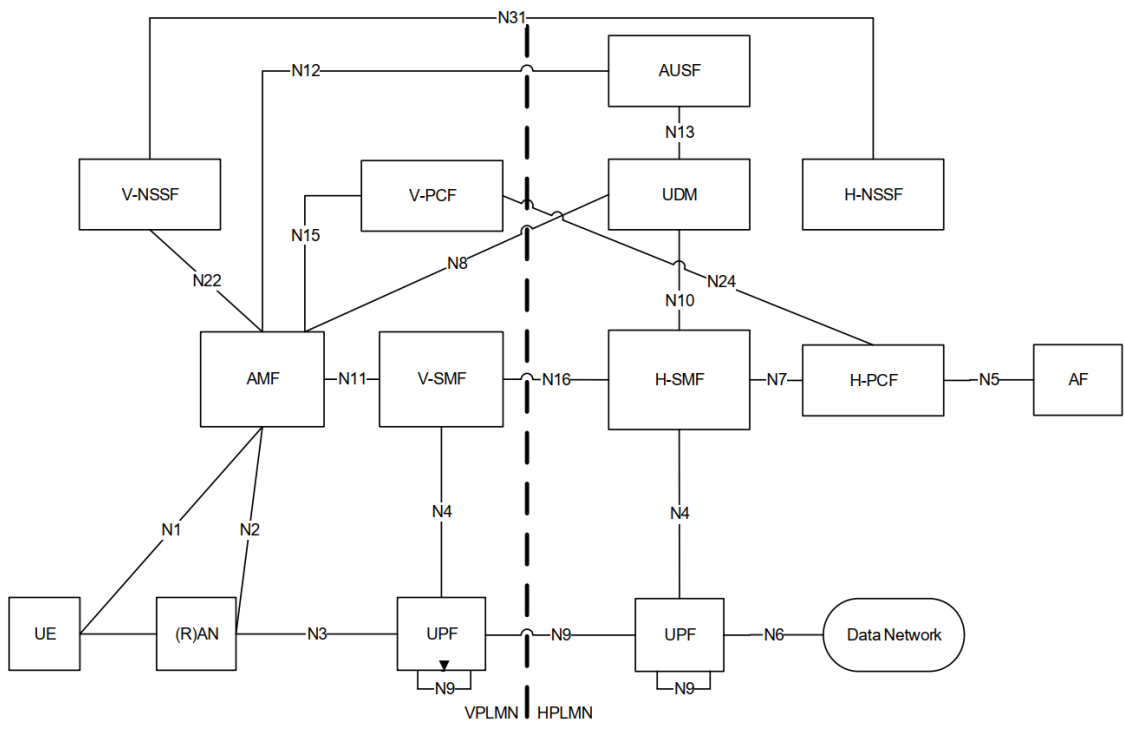 N31
N12
AUSF
N13
V-NSSF
V-PCF
UDM
H-NSSF
N15
N8
N22
N24
N10
AMF
N11
V-SMF
N16
H-SMF
N7
H-PCF
N5
AF
N4
N4
N1
N2
UE
(R)AN
N3
UPF
N9
UPF
N6
Data Network
N9
N9
VPLMN
HPLMN